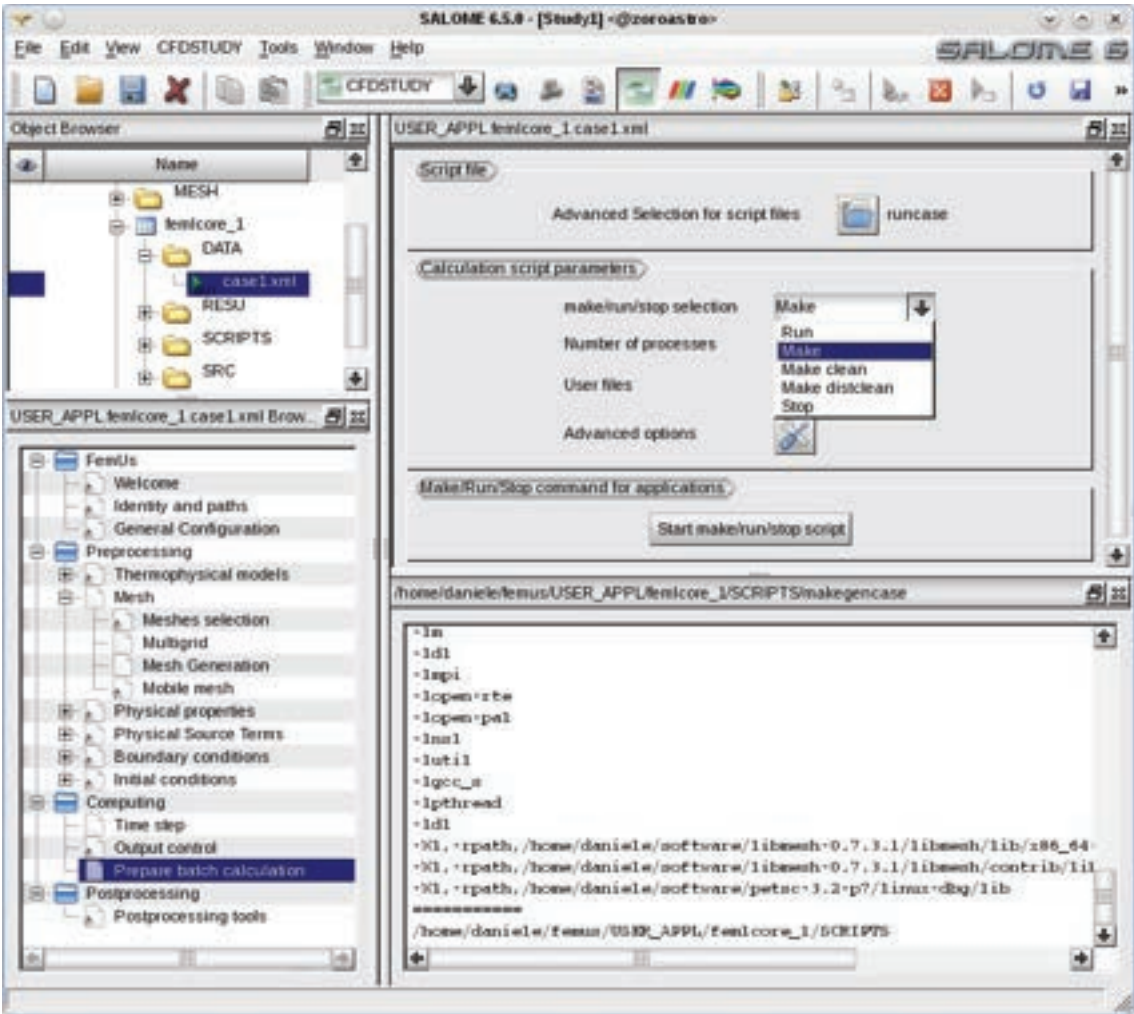 SALOME 6.5.0 - [Study1] <@zoroastro>
File Edit View CFDSTUDY Tools Window Help
SALOME 6
CFDSTUDY
Object Browser
Name
MESH
femlcore_1
DATA
case1.xml
RESU
SCRIPTS
SRC
USER_APPL.femlcore_1.case1.xml Brow...
FemUs
Welcome
Identity and paths
General Configuration
Preprocessing
Thermophysical models
Mesh
Meshes selection
Multigrid
Mesh Generation
Mobile mesh
Physical properties
Physical Source Terms
Boundary conditions
Initial conditions
Computing
Time step
Output control
Prepare batch calculation
Postprocessing
Postprocessing tools
USER_APPL.femlcore_1.case1.xml
Script file
Advanced Selection for script files runcase
Calculation script parameters
make/run/stop selection Make
Run
Make
Make clean
Make distclean
Stop
Number of processes
User files
Advanced options
Make/Run/Stop command for applications
Start make/run/stop script
/home/daniele/femus/USER_APPL/femlcore_1/SCRIPTS/makegencase
-lm
-ldl
-lmpi
-lopen-rte
-lopen-pal
-lnsl
-lutil
-lgcc_s
-lpthread
-ldl
-Wl,-rpath,/home/daniele/software/libmesh-0.7.3.1/libmesh/lib/x86_64-
-Wl,-rpath,/home/daniele/software/libmesh-0.7.3.1/libmesh/contrib/lil
-Wl,-rpath,/home/daniele/software/petsc-3.2-p7/linux-dbg/lib
===========
/home/daniele/femus/USER_APPL/femlcore_1/SCRIPTS